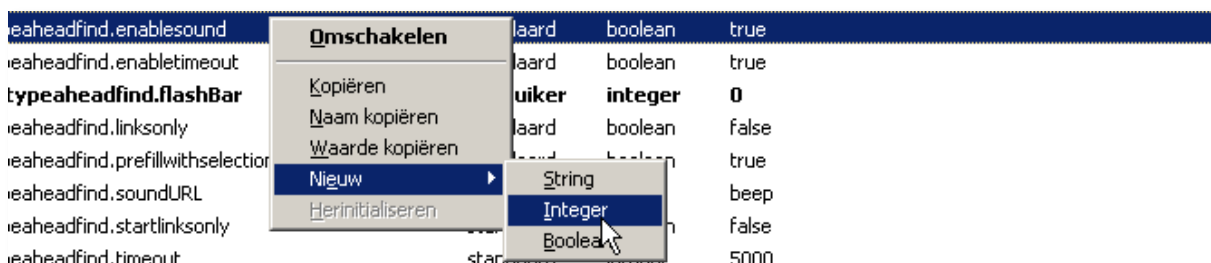 eaheadfind.enablesound laard boolean true
eaheadfind.enabletimeout laard boolean true
typeaheadfind.flashBar uiker integer 0
eaheadfind.linksonly laard boolean false
eaheadfind.prefillwithselection boolean true
eaheadfind.soundURL beep
eaheadfind.startlinksonly false
eaheadfind.timeout 5000
Omschakelen
Kopiëren
Naam kopiëren
Waarde kopiëren
Nieuw
Herinitialiseren
String
Integer
Boolean